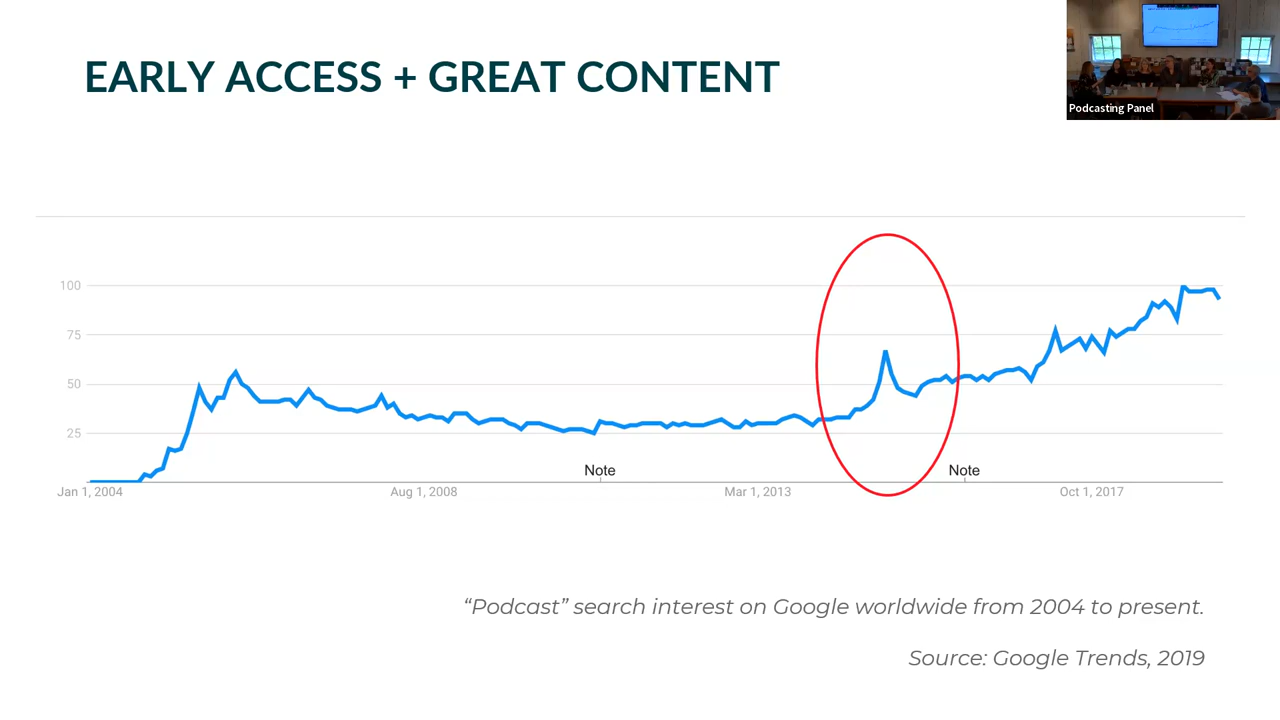 EARLY ACCESS + GREAT CONTENT
Podcasting Panel
100
75
50
25
Note
Note
Jan 1, 2004
Aug 1, 2008
Mar 1, 2013
Oct 1, 2017
“Podcast” search interest on Google worldwide from 2004 to present.
Source: Google Trends, 2019